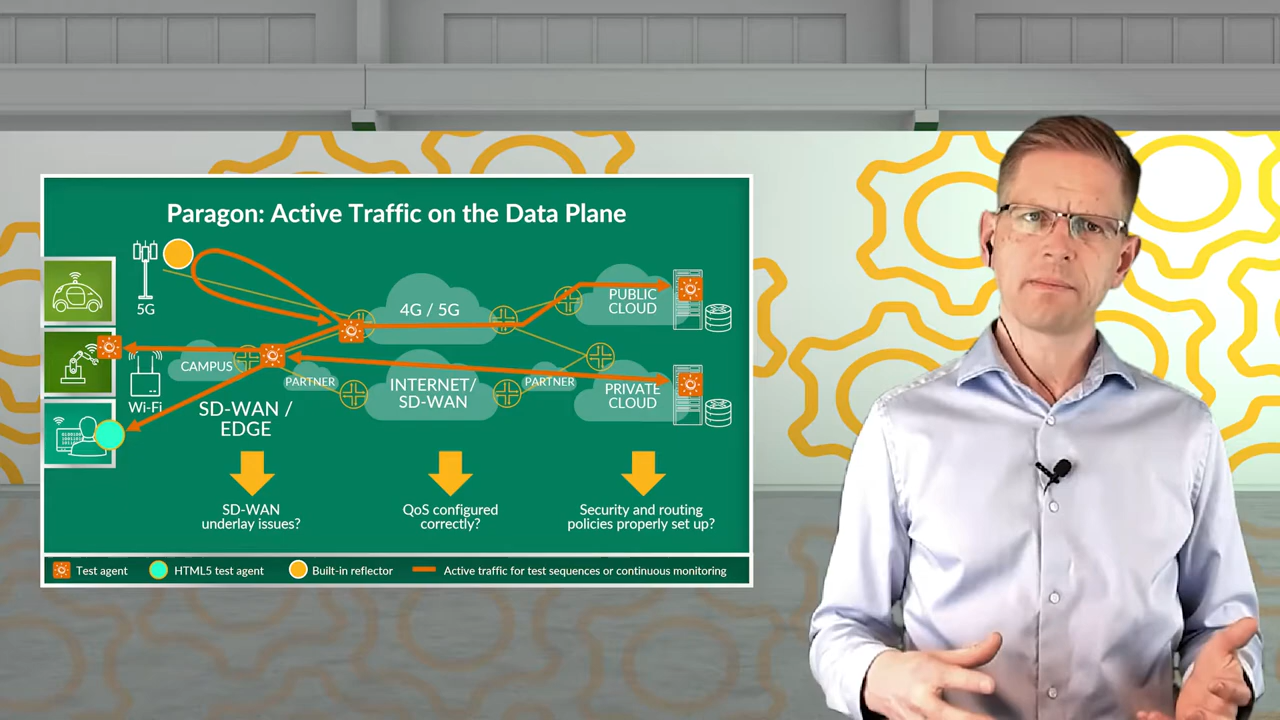 Paragon: Active Traffic on the Data Plane
5G
4G / 5G
PUBLIC
CLOUD
CAMPUS
PARTNER
INTERNET/
SD-WAN
PARTNER
PRIVATE
CLOUD
Wi-Fi
SD-WAN /
EDGE
SD-WAN
underlay issues?
QoS configured
correctly?
Security and routing
policies properly set up?
Test agent
HTML5 test agent
Built-in reflector
Active traffic for test sequences or continuous monitoring